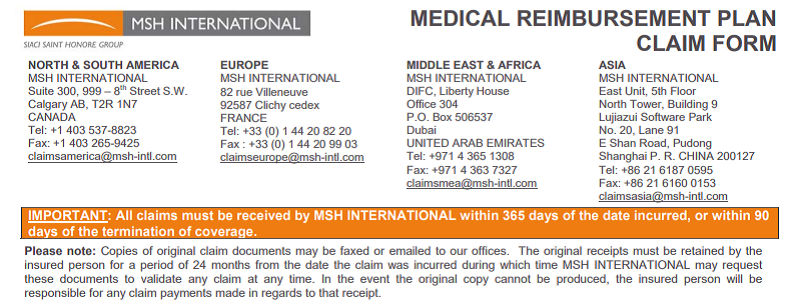 MSH INTERNATIONAL
SIACI SAINT HONORE GROUP
MEDICAL REIMBURSEMENT PLAN
CLAIM FORM
NORTH & SOUTH AMERICA
MSH INTERNATIONAL
Suite 300, 999 – 8th Street S.W.
Calgary AB, T2R 1N7
CANADA
Tel: +1 403 537-8823
Fax: +1 403 265-9425
claimsamerica@msh-intl.com
EUROPE
MSH INTERNATIONAL
82 rue Villeneuve
92587 Clichy cedex
FRANCE
Tel: +33 (0) 1 44 20 82 20
Fax : +33 (0) 1 44 20 99 03
claimseurope@msh-intl.com
MIDDLE EAST & AFRICA
MSH INTERNATIONAL
DIFC, Liberty House
Office 304
P.O. Box 506537
Dubai
UNITED ARAB EMIRATES
Tel: +971 4 365 1308
Fax: +971 4 363 7327
claimsmea@msh-intl.com
ASIA
MSH INTERNATIONAL
East Unit, 5th Floor
North Tower, Building 9
Lujiazui Software Park
No. 20, Lane 91
E Shan Road, Pudong
Shanghai P. R. CHINA 200127
Tel: +86 21 6187 0595
Fax: +86 21 6160 0153
claimsasia@msh-intl.com
IMPORTANT: All claims must be received by MSH INTERNATIONAL within 365 days of the date incurred, or within 90
days of the termination of coverage.
Please note: Copies of original claim documents may be faxed or emailed to our offices. The original receipts must be retained by the
insured person for a period of 24 months from the date the claim was incurred during which time MSH INTERNATIONAL may request
these documents to validate any claim at any time. In the event the original copy cannot be produced, the insured person will be
responsible for any claim payments made in regards to that receipt.